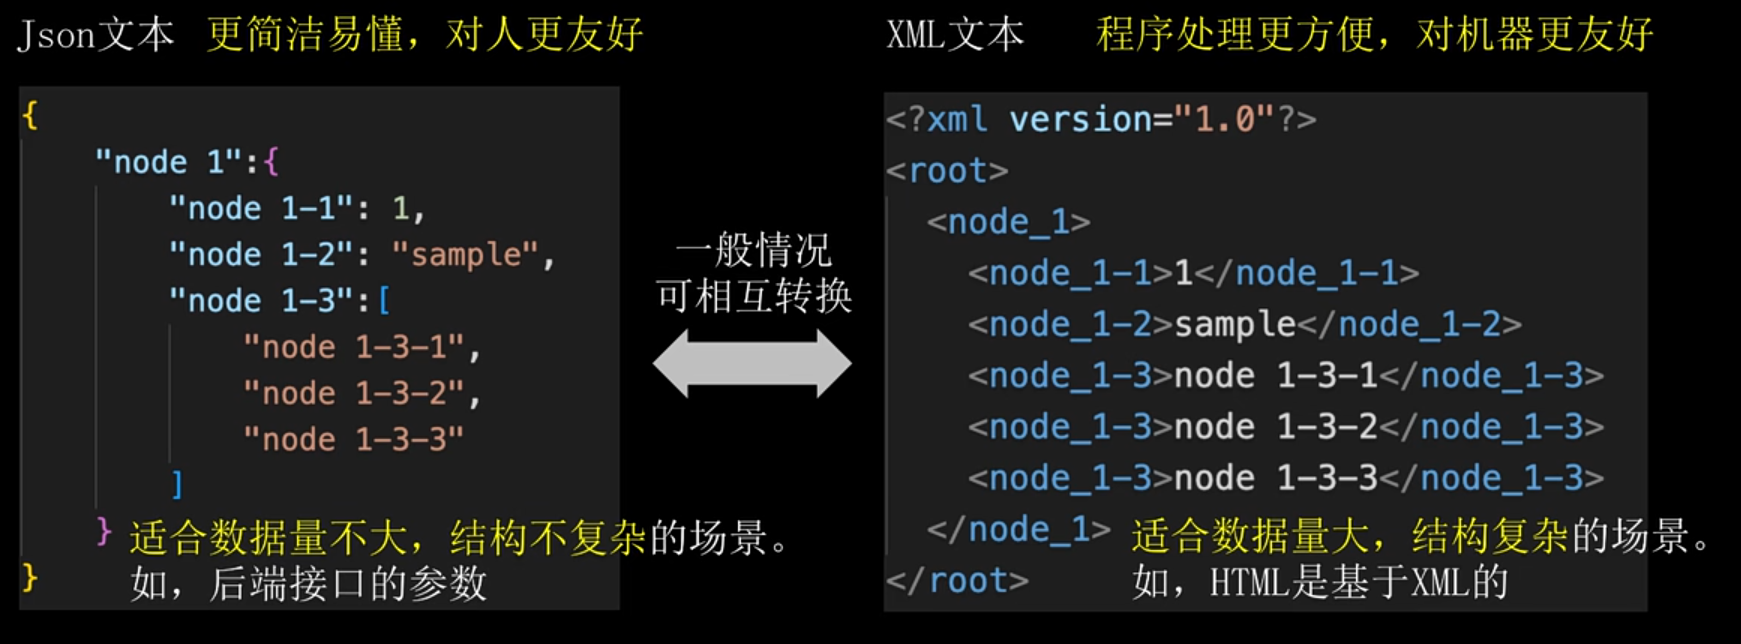 Json文本 更简洁易懂，对人更友好
{
"node 1":{
"node 1-1": 1,
"node 1-2": "sample",
"node 1-3":[
"node 1-3-1",
"node 1-3-2",
"node 1-3-3"
]
} 适合数据量不大，结构不复杂的场景。
} 如，后端接口的参数
一般情况
可相互转换
XML文本 程序处理更方便，对机器更友好
<?xml version="1.0"?>
<root>
<node_1>
<node_1-1>1</node_1-1>
<node_1-2>sample</node_1-2>
<node_1-3>node 1-3-1</node_1-3>
<node_1-3>node 1-3-2</node_1-3>
<node_1-3>node 1-3-3</node_1-3>
</node_1> 适合数据量大，结构复杂的场景。
</root> 如，HTML是基于XML的